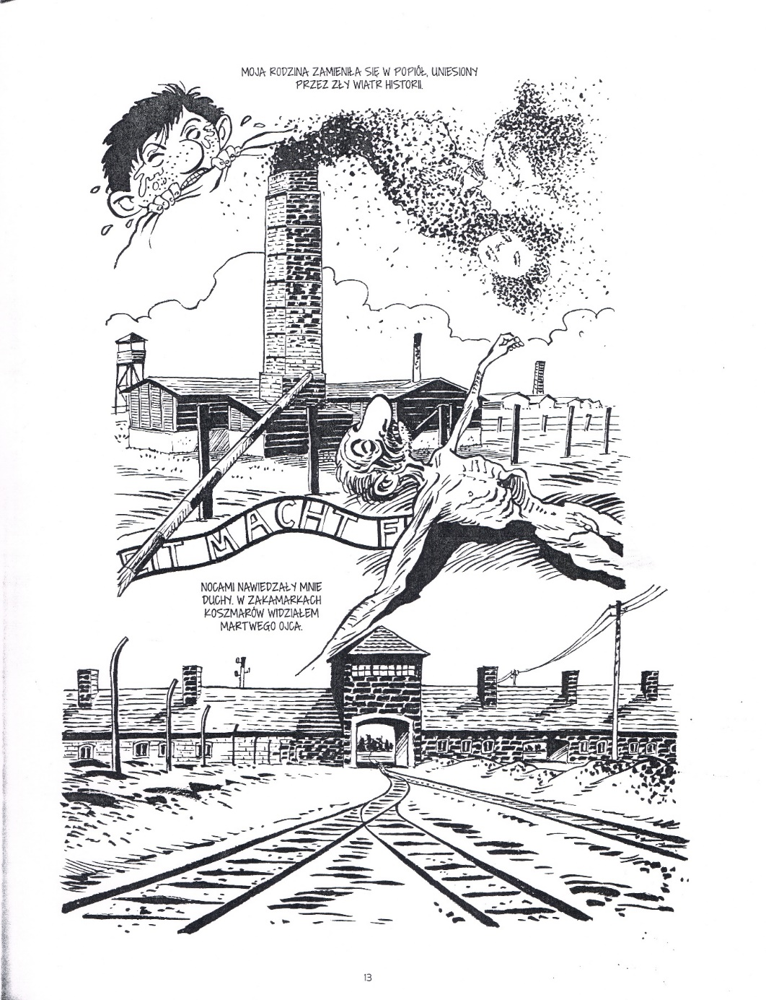 MOJA RODZINA ZAMIENIŁA SIĘ W POPIÓŁ, UNIESIONY
PRZEZ ZŁY WIATR HISTORII.
EIT MACHT F
NOCAMI NAWIEDZAŁY MNIE
DUCHY. W ZAKAMARKACH
KOSZMARÓW WIDZIAŁEM
MARTWEGO OJCA.
13